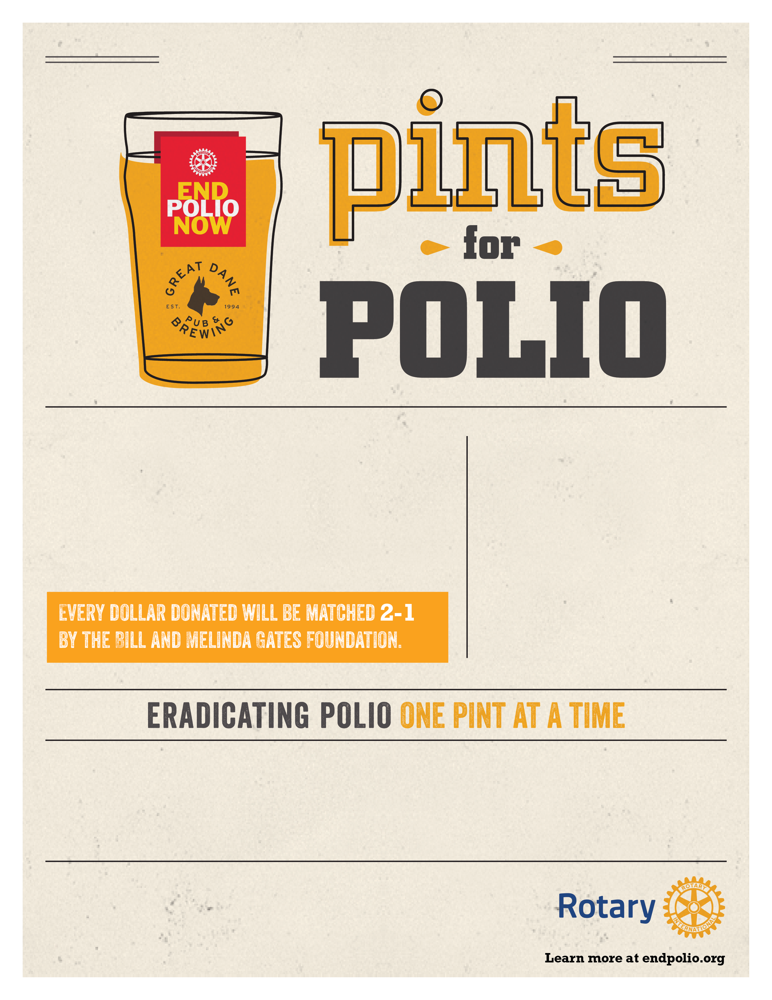 ROTARY
INTERNATIONAL
END
POLIO
NOW
GREAT DANE
EST. 1994
PUB &
BREWING
pints
for
POLIO
EVERY DOLLAR DONATED WILL BE MATCHED 2-1
BY THE BILL AND MELINDA GATES FOUNDATION.
ERADICATING POLIO ONE PINT AT A TIME
Rotary
ROTARY
INTERNATIONAL
Learn more at endpolio.org